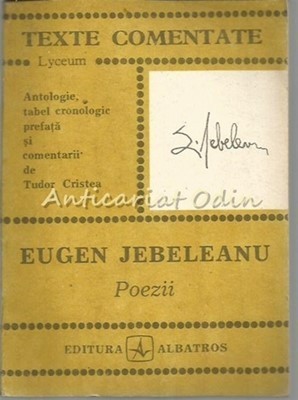 TEXTE COMENTATE
Lyceum
Antologie,
tabel cronologic
prefață
și
comentarii
de
Tudor Cristea
E. Jebeleanu
Anticariat Odin
EUGEN JEBELEANU
Poezii
EDITURA ALBATROS